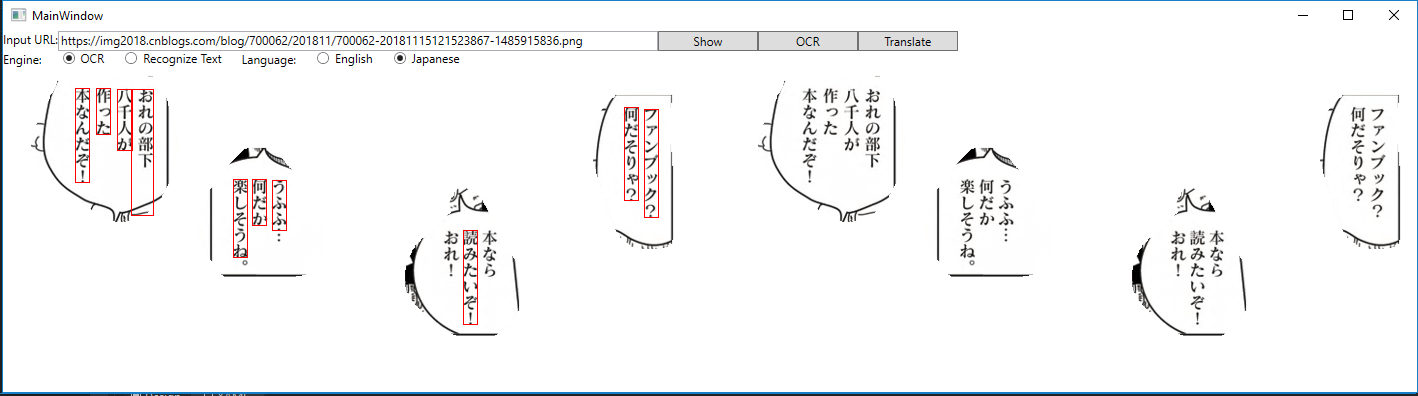 MainWindow
Input URL: https://img2018.cnblogs.com/blog/700062/201811/700062-20181115121523867-1485915836.png Show OCR Translate
Engine: OCR Recognize Text Language: English Japanese
フアンブック?
何だそりゃ?
おれの部下
八千人が
作った
本なんだぞ!
うふふ…
何だか
楽しそうね。
本なら
読みたいぞ!
おれ!
ファンブック?
何だそりゃ?
おれの部下
八千人が
作った
本なんだぞ!
うふふ…
何だか
楽しそうね。
本なら
読みたいぞ!
おれ!